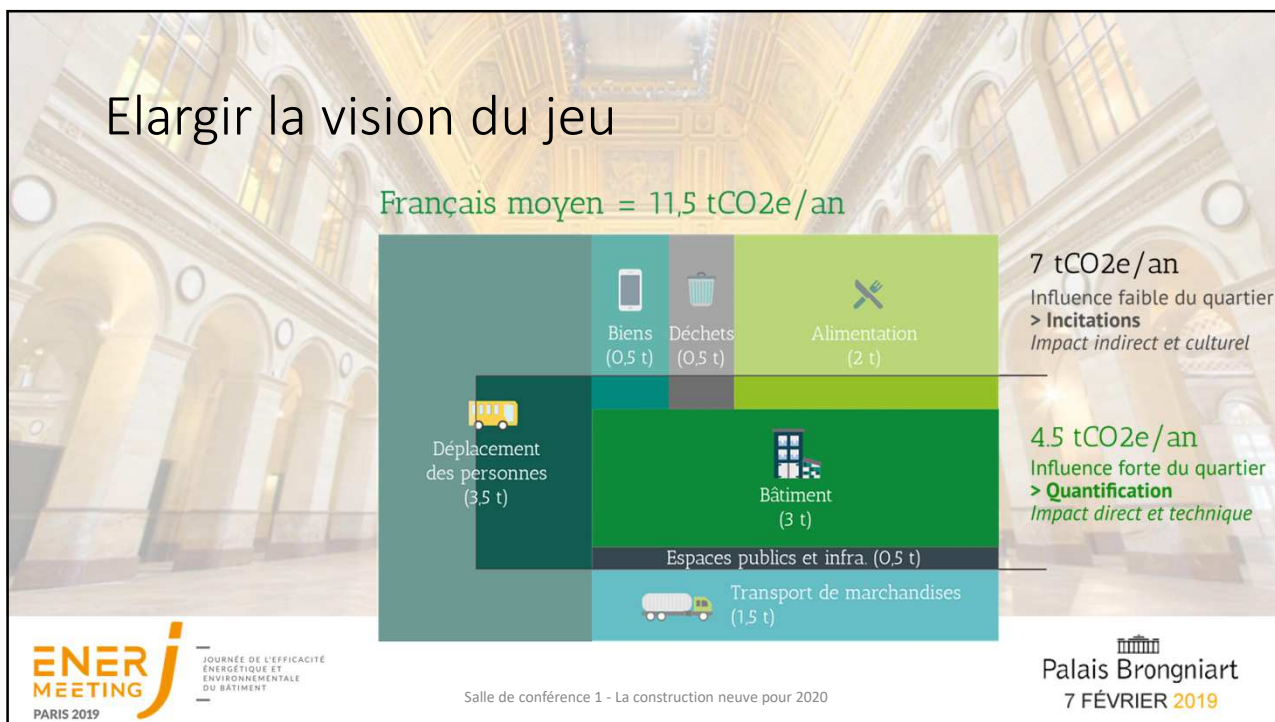 Elargir la vision du jeu
Français moyen = 11,5 tCO2e/an
Biens
(0,5 t)
Déchets
(0,5 t)
Alimentation
(2 t)
Déplacement
des personnes
(3,5 t)
Bâtiment
(3 t)
Espaces publics et infra. (0,5 t)
Transport de marchandises
(1,5 t)
7 tCO2e/an
Influence faible du quartier
> Incitations
Impact indirect et culturel
4.5 tCO2e/an
Influence forte du quartier
> Quantification
Impact direct et technique
ENERJ
MEETING
PARIS 2019
JOURNÉE DE L'EFFICACITÉ
ÉNERGÉTIQUE ET
ENVIRONNEMENTALE
DU BÂTIMENT
Salle de conférence 1 - La construction neuve pour 2020
Palais Brongniart
7 FÉVRIER 2019